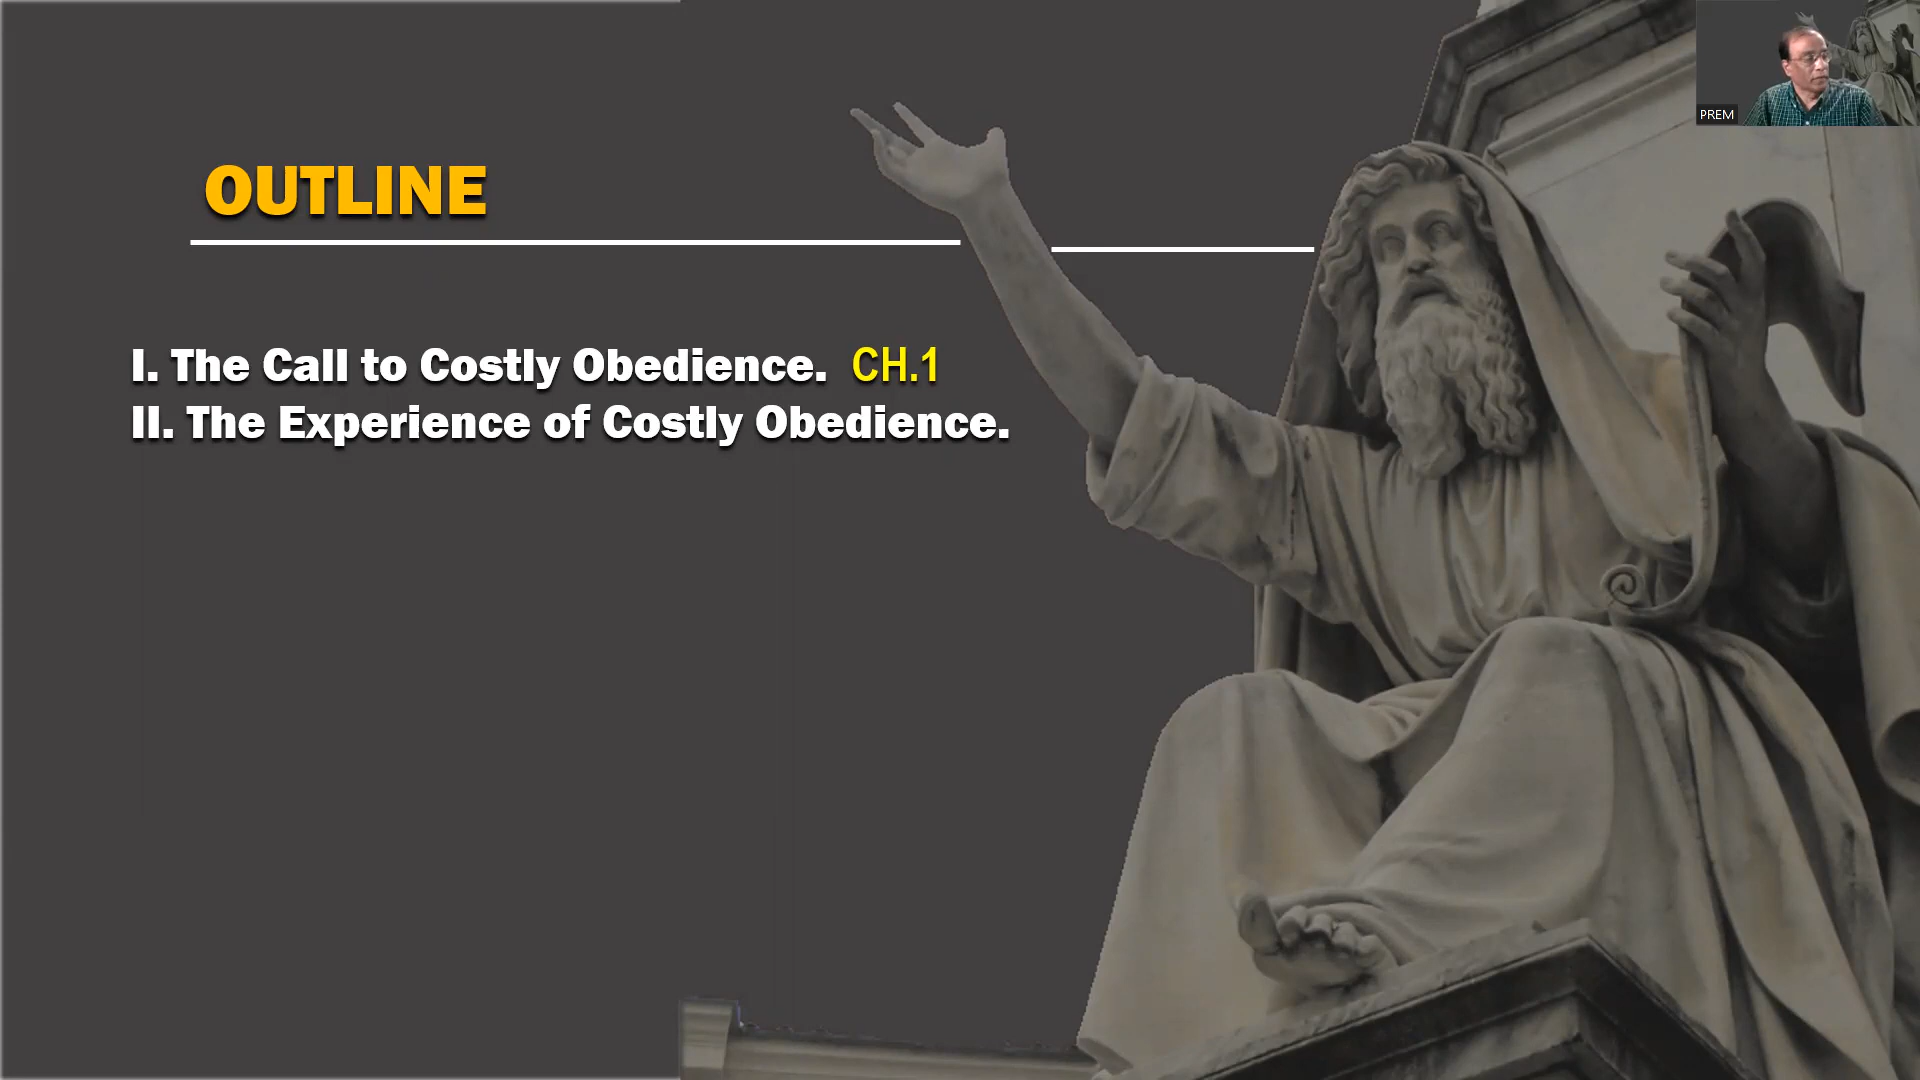 PREM
OUTLINE
I. The Call to Costly Obedience. CH.1
II. The Experience of Costly Obedience.